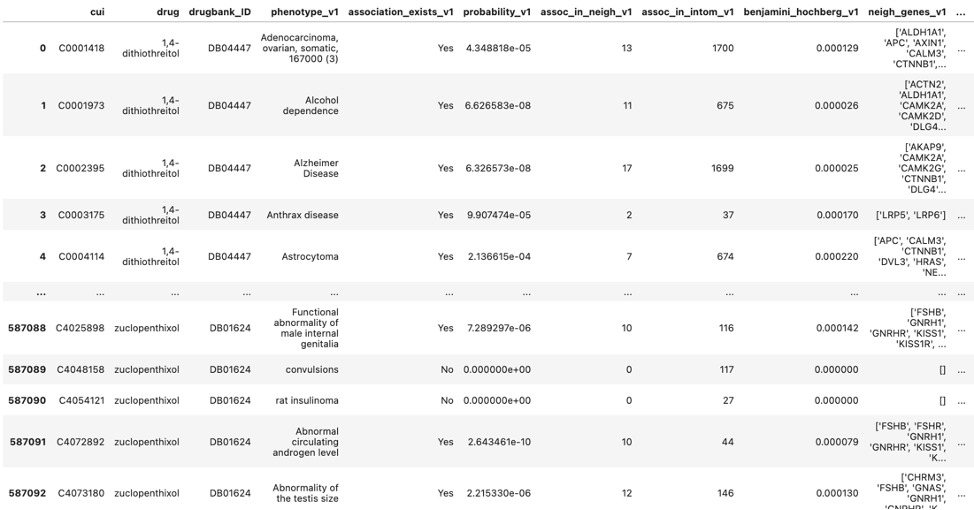 cui drug drugbank_ID phenotype_v1 association_exists_v1 probability_v1 assoc_in_neigh_v1 assoc_in_intom_v1 benjamini_hochberg_v1 neigh_genes_v1 ...
0 C0001418 1,4-dithiothreitol DB04447 Adenocarcinoma, ovarian, somatic, 167000 (3) Yes 4.348818e-05 13 1700 0.000129 ['ALDH1A1', 'APC', 'AXIN1', 'CALM3', 'CTNNB1',... ...
1 C0001973 1,4-dithiothreitol DB04447 Alcohol dependence Yes 6.626583e-08 11 675 0.000026 ['ACTN2', 'ALDH1A1', 'CAMK2A', 'CAMK2D', 'DLG4... ...
2 C0002395 1,4-dithiothreitol DB04447 Alzheimer Disease Yes 6.326573e-08 17 1699 0.000025 ['AKAP9', 'CAMK2A', 'CAMK2G', 'CTNNB1', 'DLG4'... ...
3 C0003175 1,4-dithiothreitol DB04447 Anthrax disease Yes 9.907474e-05 2 37 0.000170 ['LRP5', 'LRP6'] ...
4 C0004114 1,4-dithiothreitol DB04447 Astrocytoma Yes 2.136615e-04 7 674 0.000220 ['APC', 'CALM3', 'CTNNB1', 'DVL3', 'HRAS', 'NE... ...
... ... ... ... ... ... ... ... ... ... ... ...
587088 C4025898 zuclopenthixol DB01624 Functional abnormality of male internal genitalia Yes 7.289297e-06 10 116 0.000142 ['FSHB', 'GNRH1', 'GNRHR', 'KISS1', 'KISS1R', ... ...
587089 C4048158 zuclopenthixol DB01624 convulsions No 0.000000e+00 0 117 0.000000 [] ...
587090 C4054121 zuclopenthixol DB01624 rat insulinoma No 0.000000e+00 0 27 0.000000 [] ...
587091 C4072892 zuclopenthixol DB01624 Abnormal circulating androgen level Yes 2.643461e-10 10 44 0.000079 ['FSHB', 'FSHR', 'GNRH1', 'GNRHR', 'KISS1', 'K... ...
587092 C4073180 zuclopenthixol DB01624 Abnormality of the testis size Yes 2.215330e-06 12 146 0.000130 ['CHRM3', 'FSHB', 'GNAS', 'GNRH1', ...